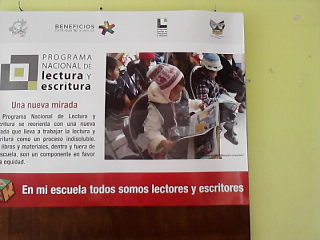 BENEFICIOS
PROGRAMA
NACIONAL DE
lectura Y
escritura
Una nueva mirada
Programa Nacional de Lectura y
critura se reorienta con una nueva
ada que lleva a trabajar la lectura y
ritura como un proceso indisoluble.
libros y materiales, dentro y fuera de
scuela, son un componente en favor
a equidad.
En mi escuela todos somos lectores y escritores